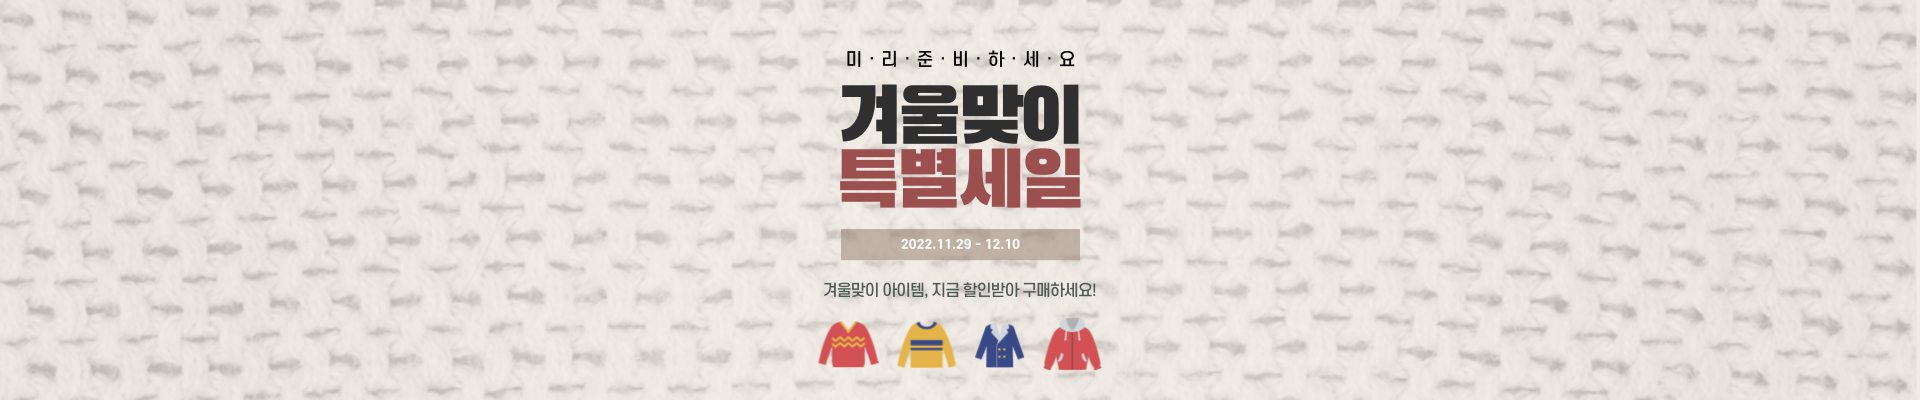 미·리·준·비·하·세·요
겨울맞이
특별세일
2022.11.29 - 12.10
겨울맞이 아이템, 지금 할인받아 구매하세요!